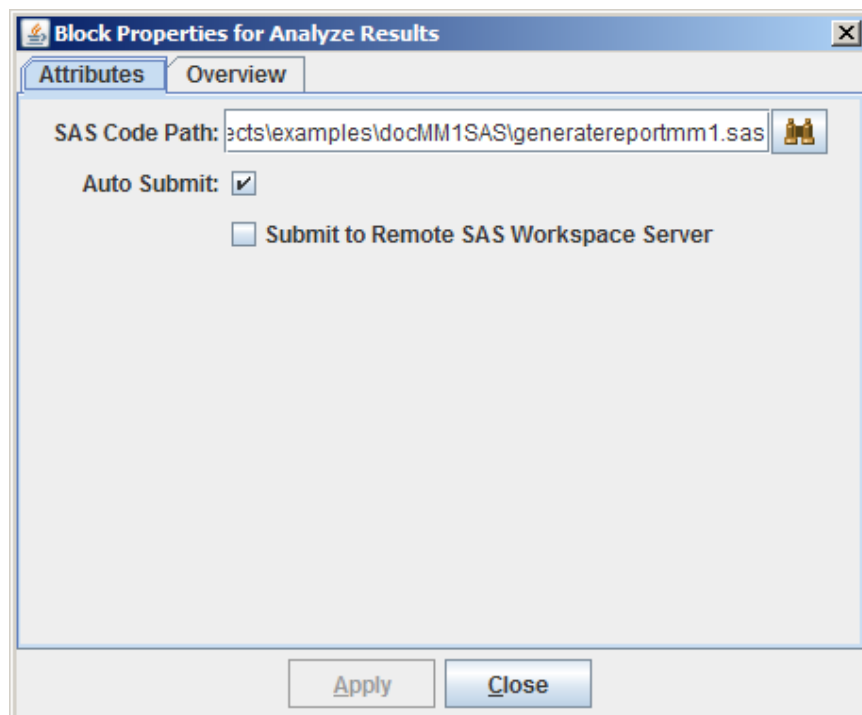 Block Properties for Analyze Results
Attributes Overview
SAS Code Path: ects\examples\docMM1SAS\generatereportmm1.sas
Auto Submit:
Submit to Remote SAS Workspace Server
Apply Close